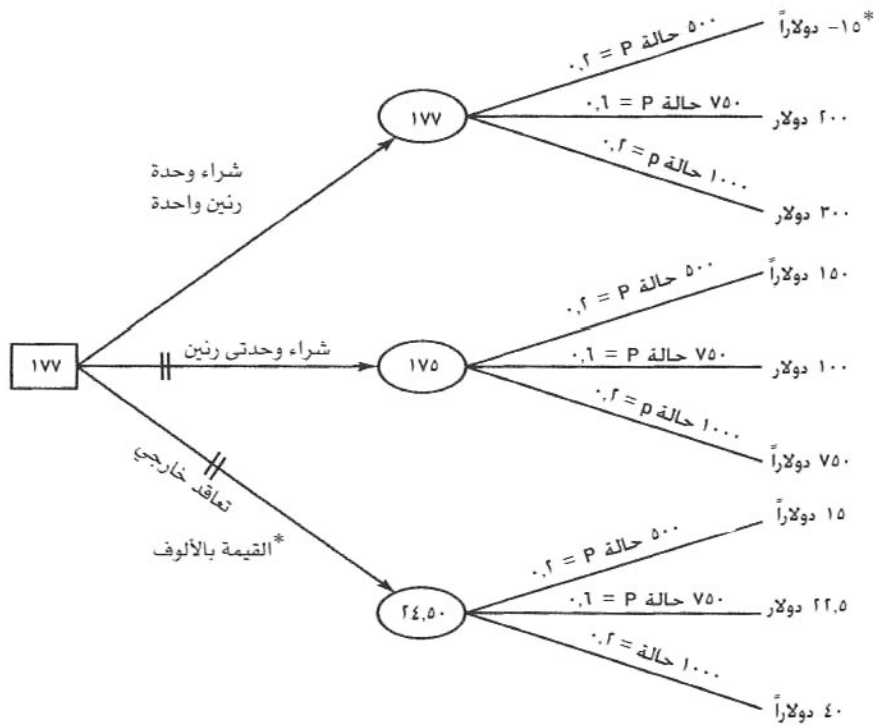 ٥٠٠ حالة P = ٠,٢
*١٥- دولاراً
٧٥٠ حالة P = ٠,٦
٢٠٠ دولار
١٧٧
١٠٠٠ حالة p = ٠,٢
٣٠٠ دولار
شراء وحدة
رنين واحدة
٥٠٠ حالة P = ٠,٢
١٥٠ دولاراً
١٧٧
شراء وحدتى رنين
١٧٥
٧٥٠ حالة P = ٠,٦
١٠٠ دولار
١٠٠٠ حالة p = ٠,٢
٧٥٠ دولاراً
تعاقد خارجي
*القيمة بالألوف
٥٠٠ حالة P = ٠,٢
١٥ دولاراً
٢٤,٥٠
٧٥٠ حالة P = ٠,٦
٢٢,٥ دولار
١٠٠٠ حالة = ٠,٢
٤٠ دولاراً